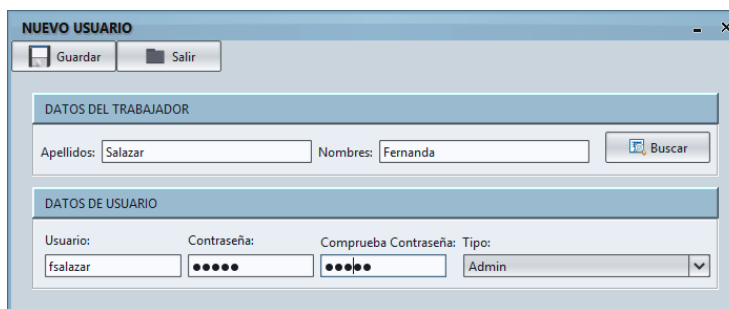 NUEVO USUARIO
Guardar Salir
DATOS DEL TRABAJADOR
Apellidos: Salazar Nombres: Fernanda Buscar
DATOS DE USUARIO
Usuario: Contraseña: Comprueba Contraseña: Tipo:
fsalazar ●●●●● ●●●●● Admin